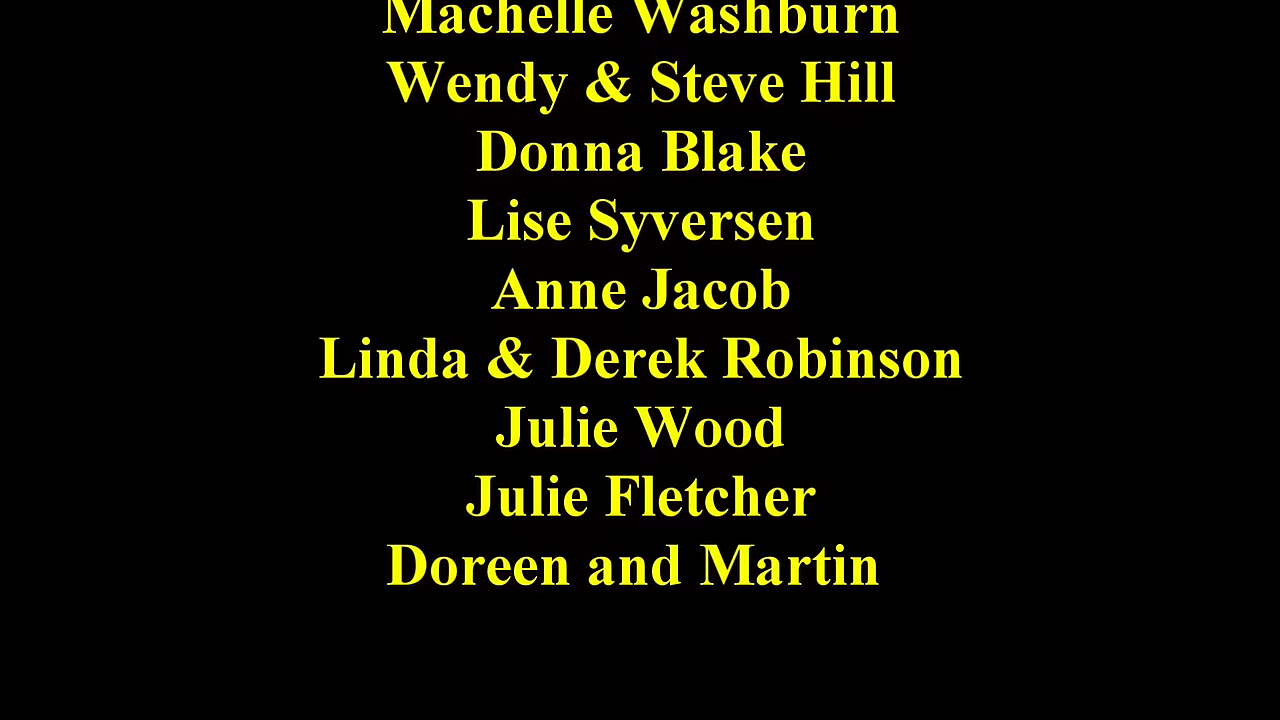 Machelle Washburn
Wendy & Steve Hill
Donna Blake
Lise Syversen
Anne Jacob
Linda & Derek Robinson
Julie Wood
Julie Fletcher
Doreen and Martin